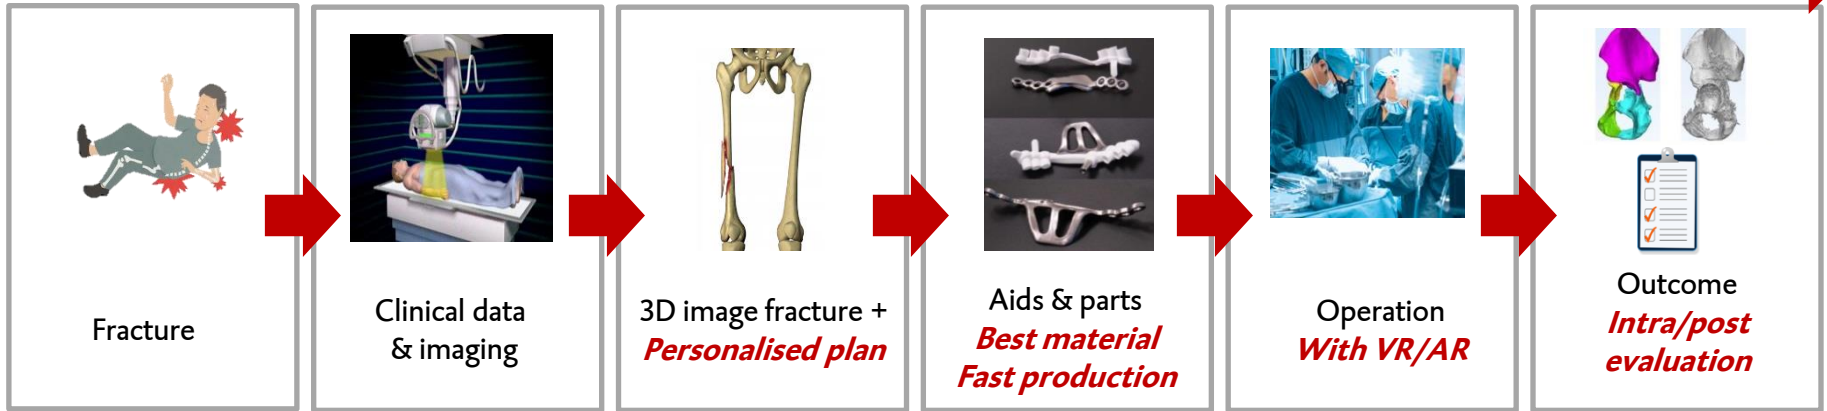 Fracture
Clinical data
& imaging
3D image fracture +
Personalised plan
Aids & parts
Best material
Fast production
Operation
With VR/AR
Outcome
Intra/post
evaluation